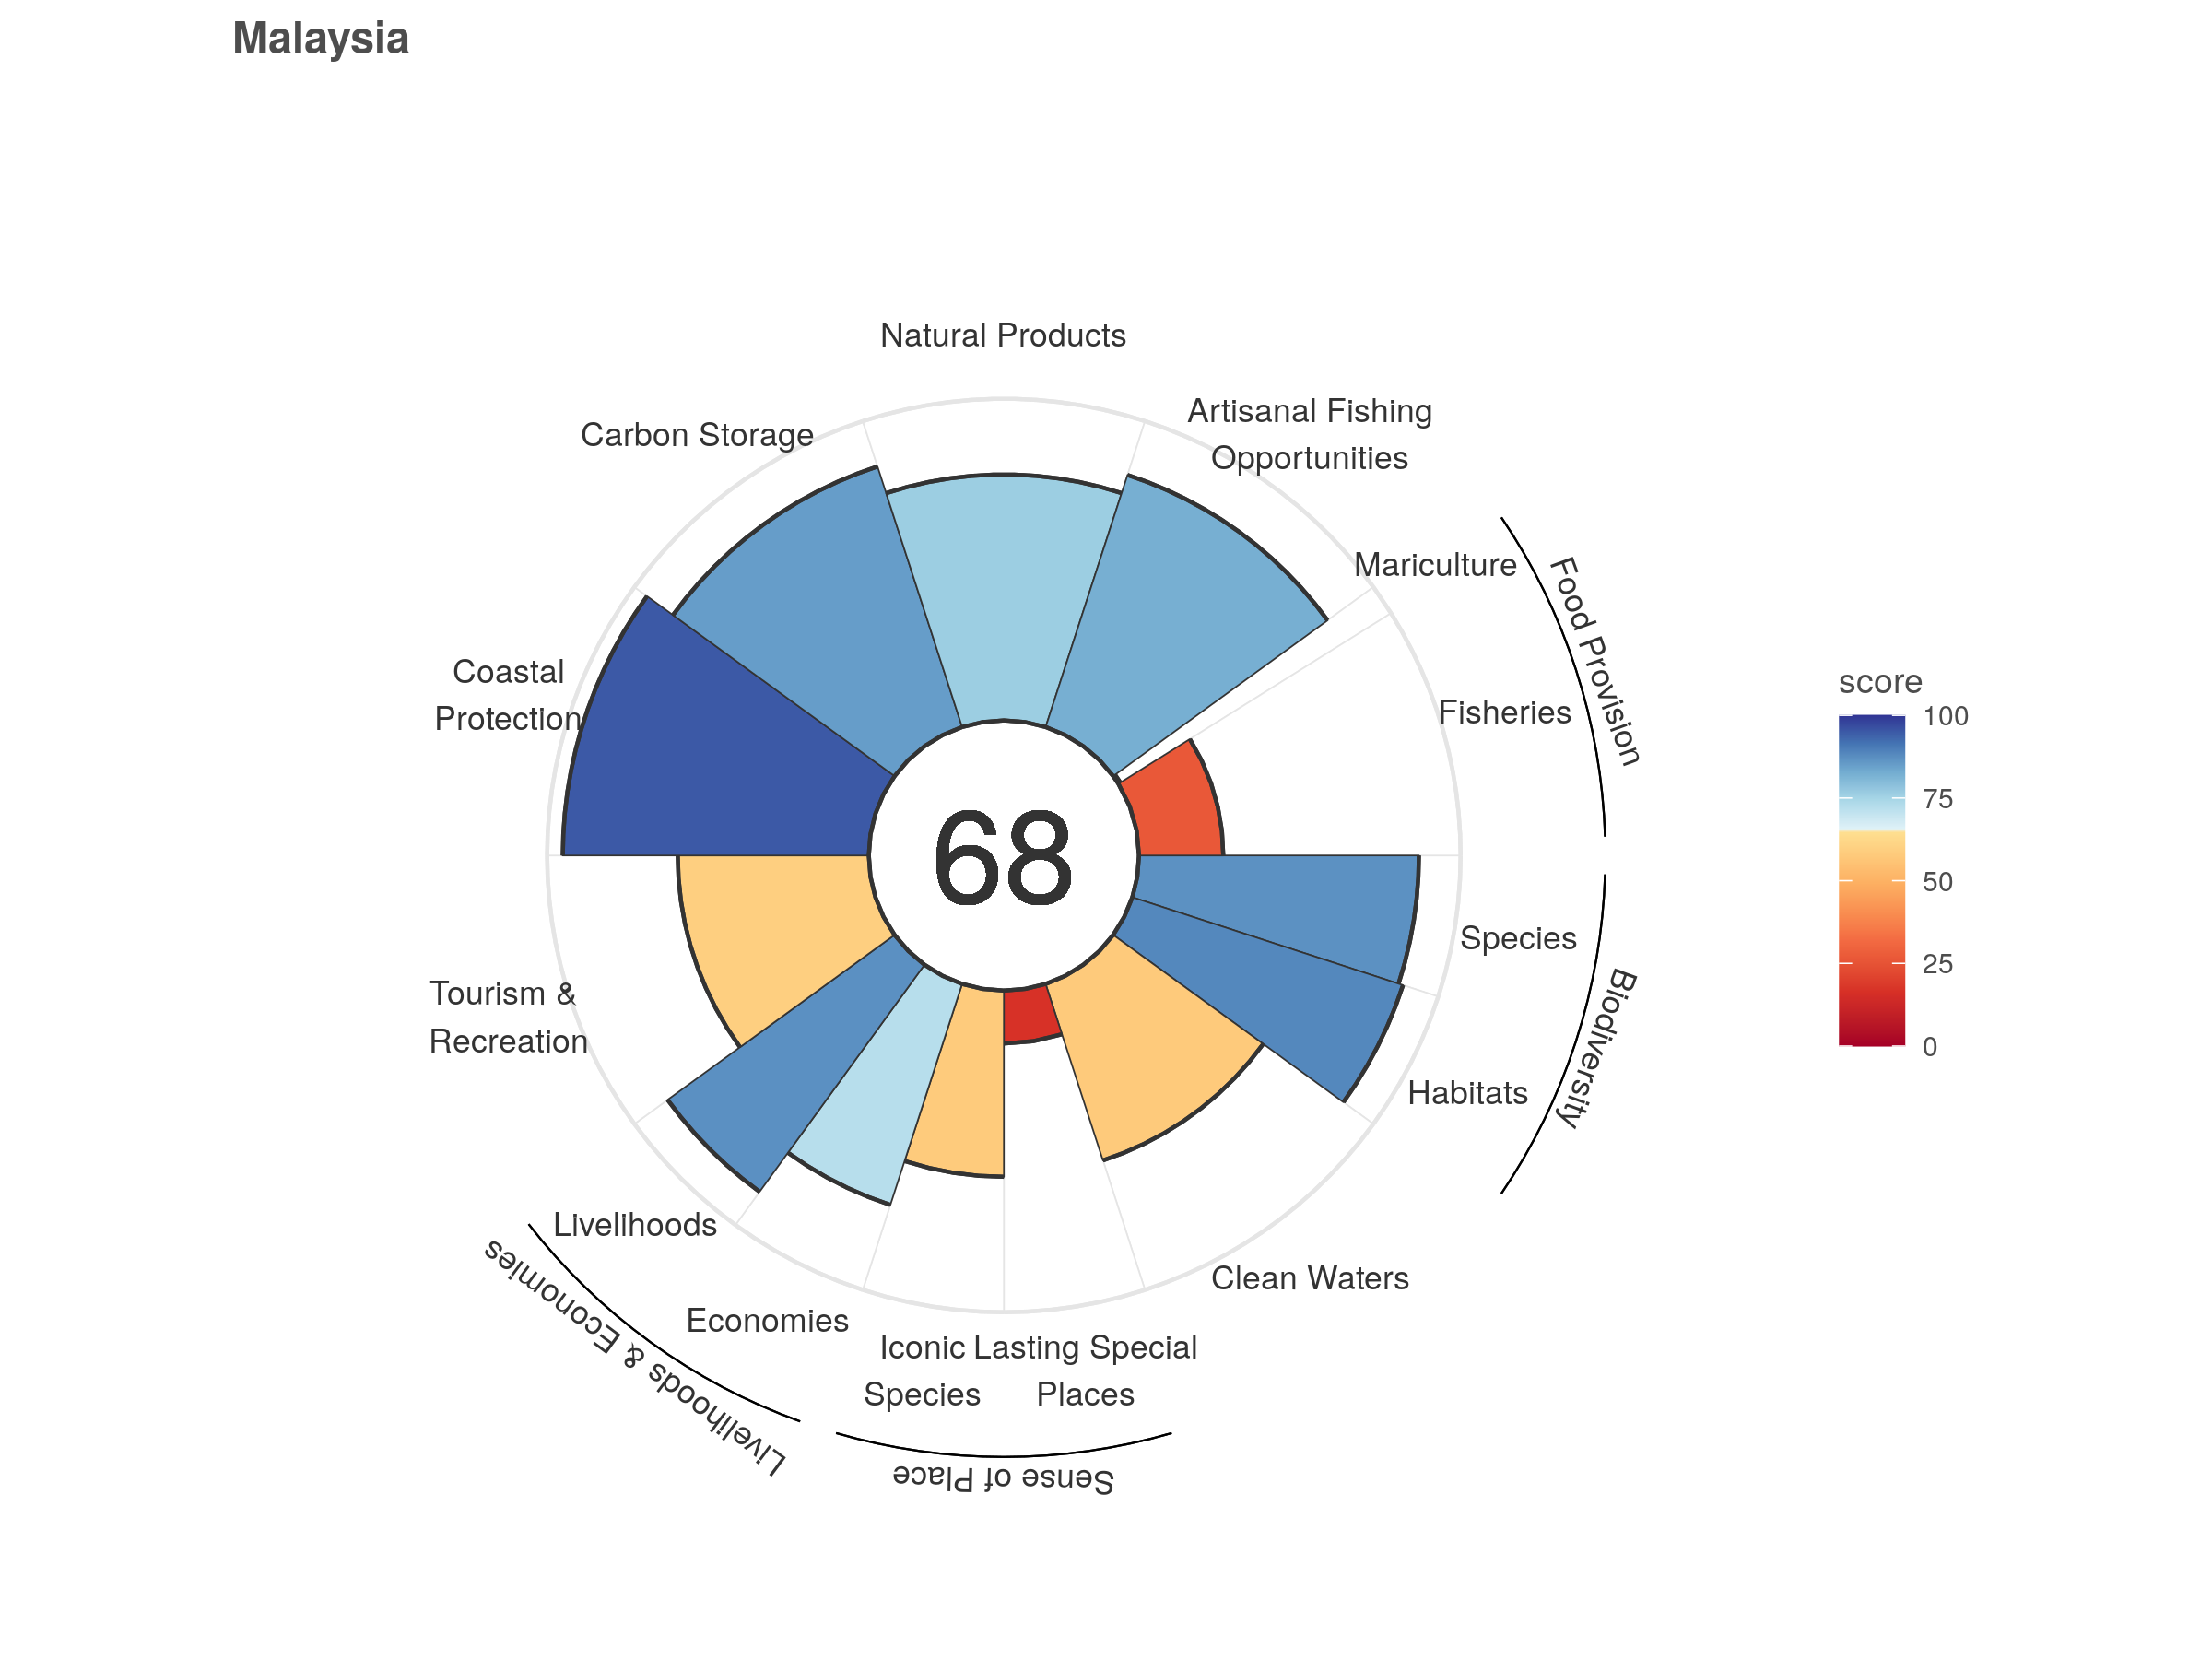 Malaysia
Natural Products
Artisanal Fishing
Opportunities
Carbon Storage
Mariculture
Food Provision
Fisheries
Coastal
Protection
score
100
75
50
25
0
68
Species
Biodiversity
Habitats
Tourism &
Recreation
Livelihoods
Livelihoods & Economies
Economies
Clean Waters
Iconic
Species
Lasting Special
Places
Sense of Place